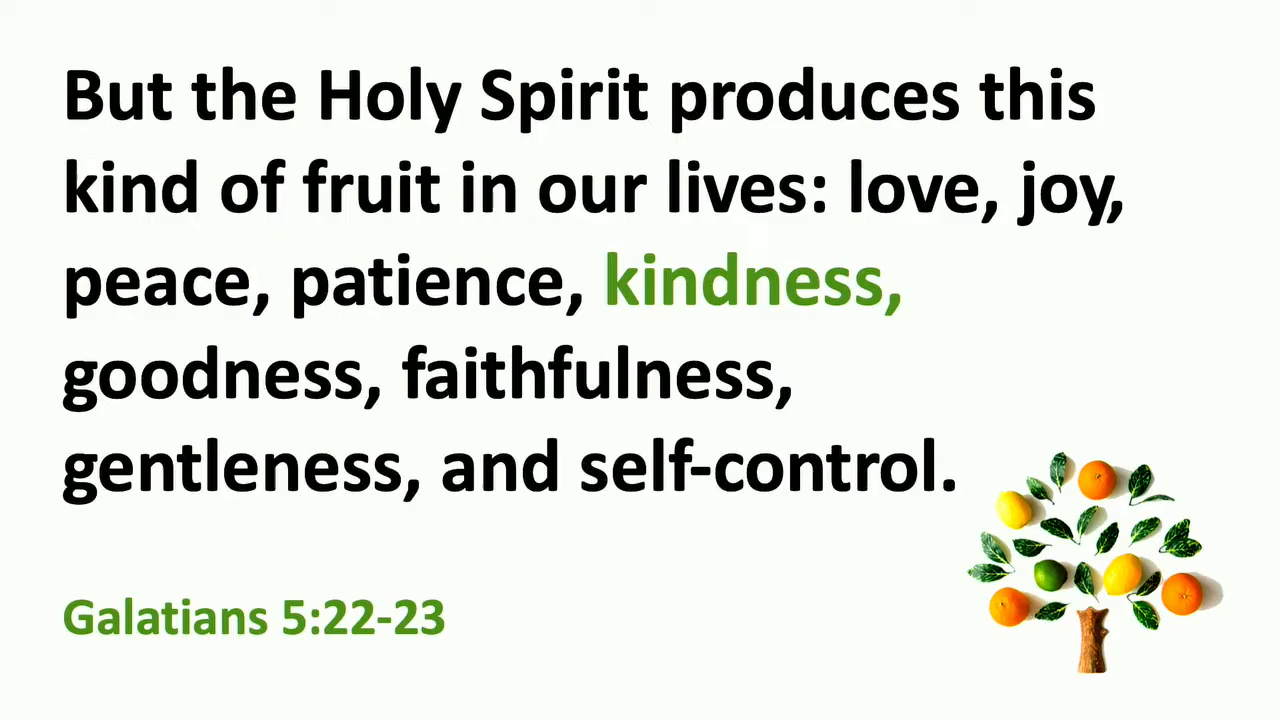 But the Holy Spirit produces this
kind of fruit in our lives: love, joy,
peace, patience, kindness,
goodness, faithfulness,
gentleness, and self-control.
Galatians 5:22-23